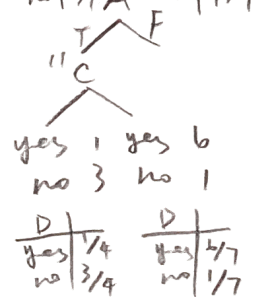 T F
11 C
yes 1 yes 6
no 3 no 1
D D
yes 1/4 yes 6/7
no 3/4 no 1/7